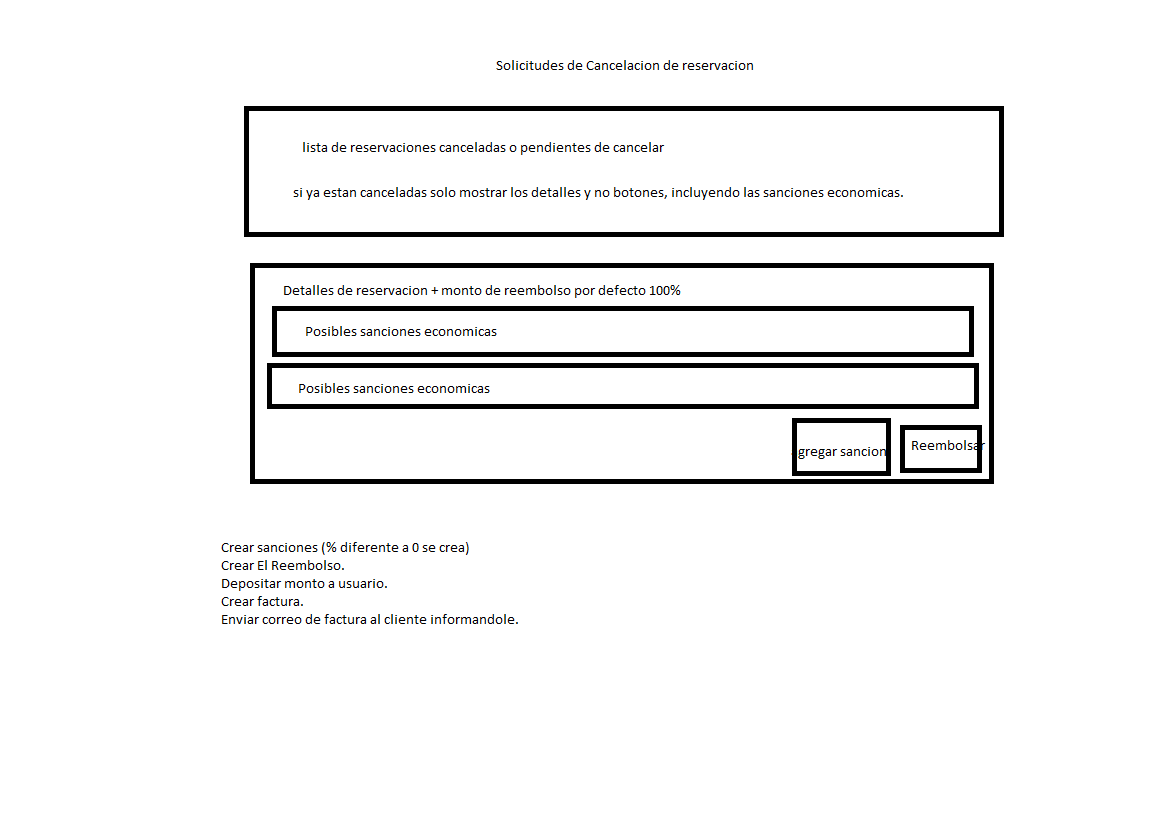 Solicitudes de Cancelacion de reservacion
lista de reservaciones canceladas o pendientes de cancelar
si ya estan canceladas solo mostrar los detalles y no botones, incluyendo las sanciones economicas.
Detalles de reservacion + monto de reembolso por defecto 100%
Posibles sanciones economicas
Posibles sanciones economicas
Agregar sancion
Reembolsar
Crear sanciones (% diferente a 0 se crea)
Crear El Reembolso.
Depositar monto a usuario.
Crear factura.
Enviar correo de factura al cliente informandole.